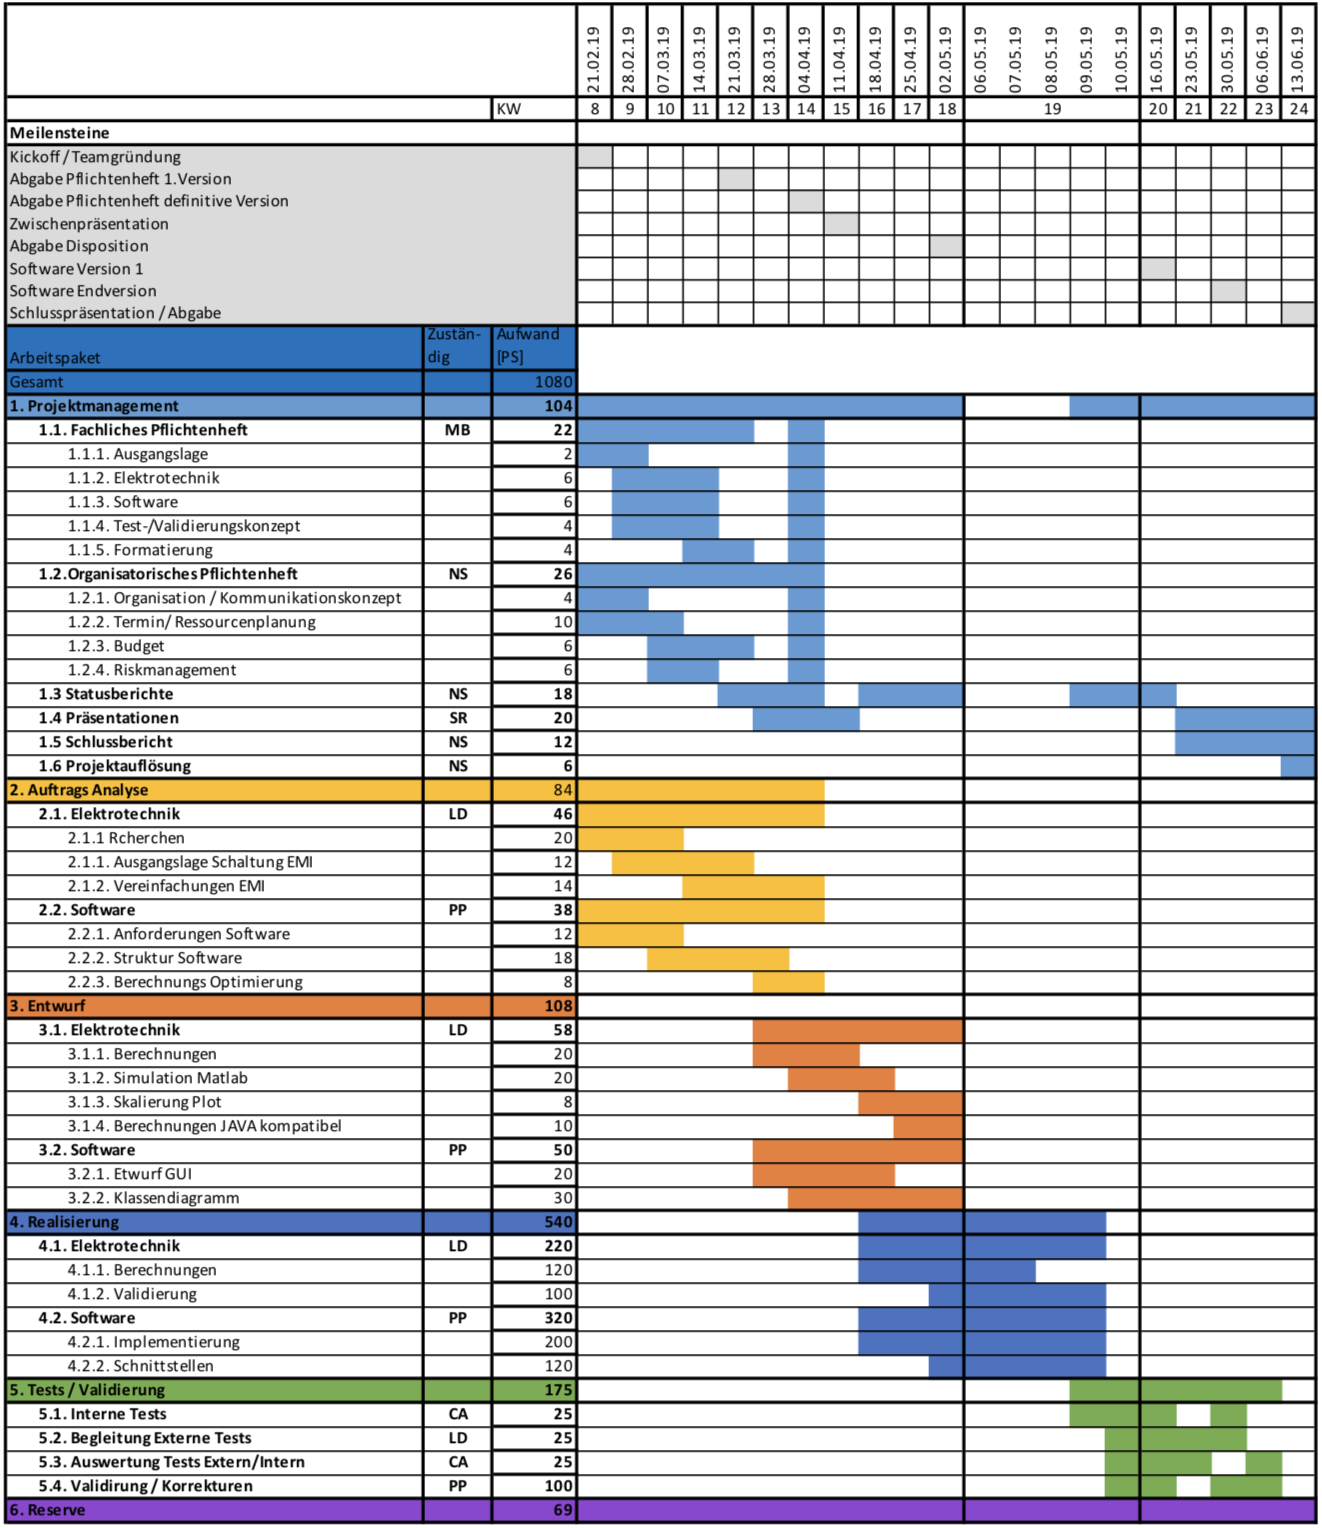 21.02.19 28.02.19 07.03.19 14.03.19 21.03.19 28.03.19 04.04.19 11.04.19 18.04.19 25.04.19 02.05.19 06.05.19 07.05.19 08.05.19 09.05.19 10.05.19 16.05.19 23.05.19 30.05.19 06.06.19 13.06.19
KW 8 9 10 11 12 13 14 15 16 17 18 19 20 21 22 23 24
Meilensteine
Kickoff / Teamgründung
Abgabe Pflichtenheft 1.Version
Abgabe Pflichtenheft definitive Version
Zwischenpräsentation
Abgabe Disposition
Software Version 1
Software Endversion
Schlusspräsentation / Abgabe
Arbeitspaket Zustän-dig Aufwand [PS]
Gesamt 1080
1. Projektmanagement 104
1.1. Fachliches Pflichtenheft MB 22
1.1.1. Ausgangslage 2
1.1.2. Elektrotechnik 6
1.1.3. Software 6
1.1.4. Test-/Validierungskonzept 4
1.1.5. Formatierung 4
1.2.Organisatorisches Pflichtenheft NS 26
1.2.1. Organisation / Kommunikationskonzept 4
1.2.2. Termin/ Ressourcenplanung 10
1.2.3. Budget 6
1.2.4. Riskmanagement 6
1.3 Statusberichte NS 18
1.4 Präsentationen SR 20
1.5 Schlussbericht NS 12
1.6 Projektauflösung NS 6
2. Auftrags Analyse 84
2.1. Elektrotechnik LD 46
2.1.1 Rcherchen 20
2.1.1. Ausgangslage Schaltung EMI 12
2.1.2. Vereinfachungen EMI 14
2.2. Software PP 38
2.2.1. Anforderungen Software 12
2.2.2. Struktur Software 18
2.2.3. Berechnungs Optimierung 8
3. Entwurf 108
3.1. Elektrotechnik LD 58
3.1.1. Berechnungen 20
3.1.2. Simulation Matlab 20
3.1.3. Skalierung Plot 8
3.1.4. Berechnungen JAVA kompatibel 10
3.2. Software PP 50
3.2.1. Etwurf GUI 20
3.2.2. Klassendiagramm 30
4. Realisierung 540
4.1. Elektrotechnik LD 220
4.1.1. Berechnungen 120
4.1.2. Validierung 100
4.2. Software PP 320
4.2.1. Implementierung 200
4.2.2. Schnittstellen 120
5. Tests / Validierung 175
5.1. Interne Tests CA 25
5.2. Begleitung Externe Tests LD 25
5.3. Auswertung Tests Extern/Intern CA 25
5.4. Validirung / Korrekturen PP 100
6. Reserve 69